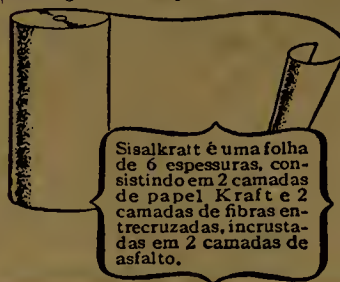 Sisalkraft é uma folha
de 6 espessuras, con-
sistindo em 2 camadas
de papel Kraft e 2
camadas de fibras en-
trecruzadas, incrusta-
das em 2 camadas de
asfalto.